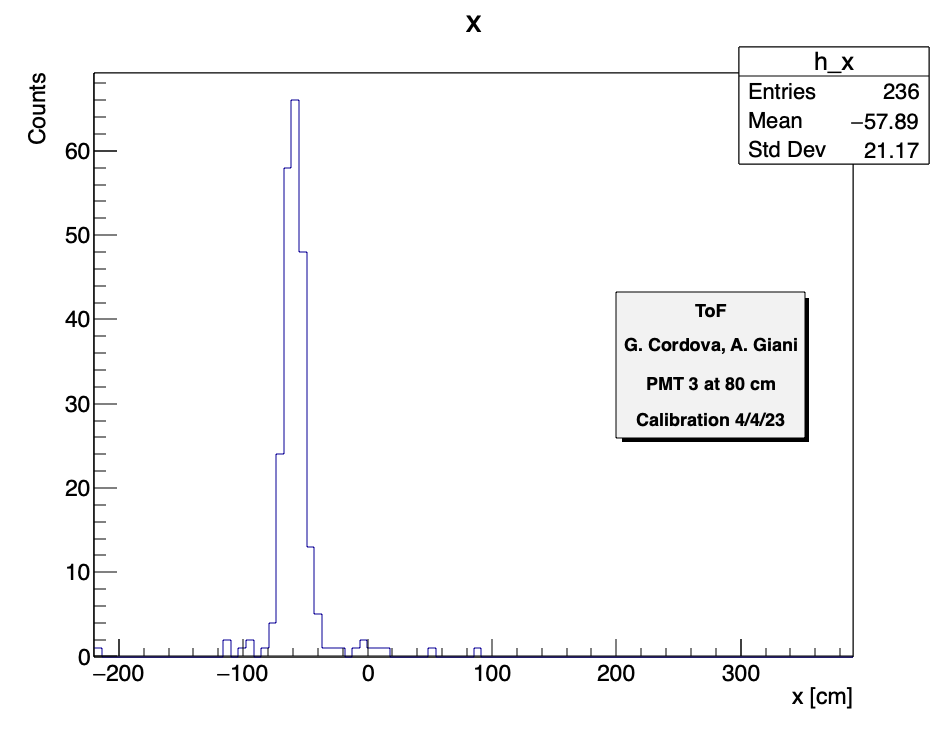 X
h_x
Entries 236
Mean −57.89
Std Dev 21.17
Counts
60
50
40
30
20
10
0
ToF
G. Cordova, A. Giani
PMT 3 at 80 cm
Calibration 4/4/23
−200 −100 0 100 200 300
x [cm]